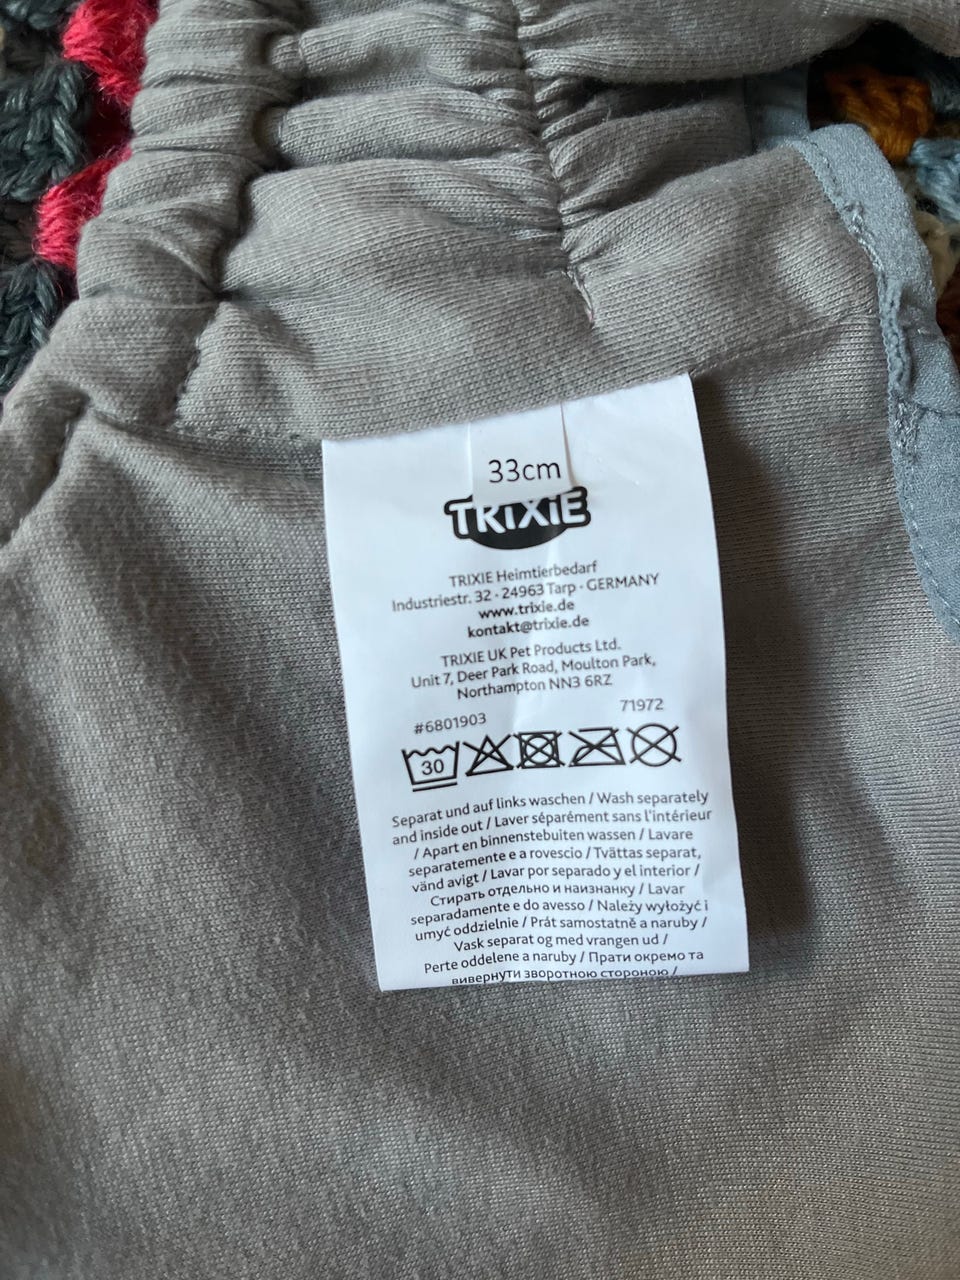 33cm
TRiXiE
TRIXIE Heimtierbedarf
Industriestr. 32 · 24963 Tarp · GERMANY
www.trixie.de
kontakt@trixie.de
TRIXIE UK Pet Products Ltd.
Unit 7, Deer Park Road, Moulton Park,
Northampton NN3 6RZ
#6801903 71972
30
Separat und auf links waschen / Wash separately
and inside out / Laver séparément sans l'intérieur
/ Apart en binnenstebuiten wassen / Lavare
separatemente e a rovescio / Tvättas separat,
vänd avigt / Lavar por separado y el interior /
Стирать отдельно и наизнанку / Lavar
separadamente e do avesso / Należy wyłożyć i
umyć oddzielnie / Prát samostatně a naruby /
Vask separat og med vrangen ud /
Perte oddelene a naruby / Прати окремо та
вивернути зворотною стороною /